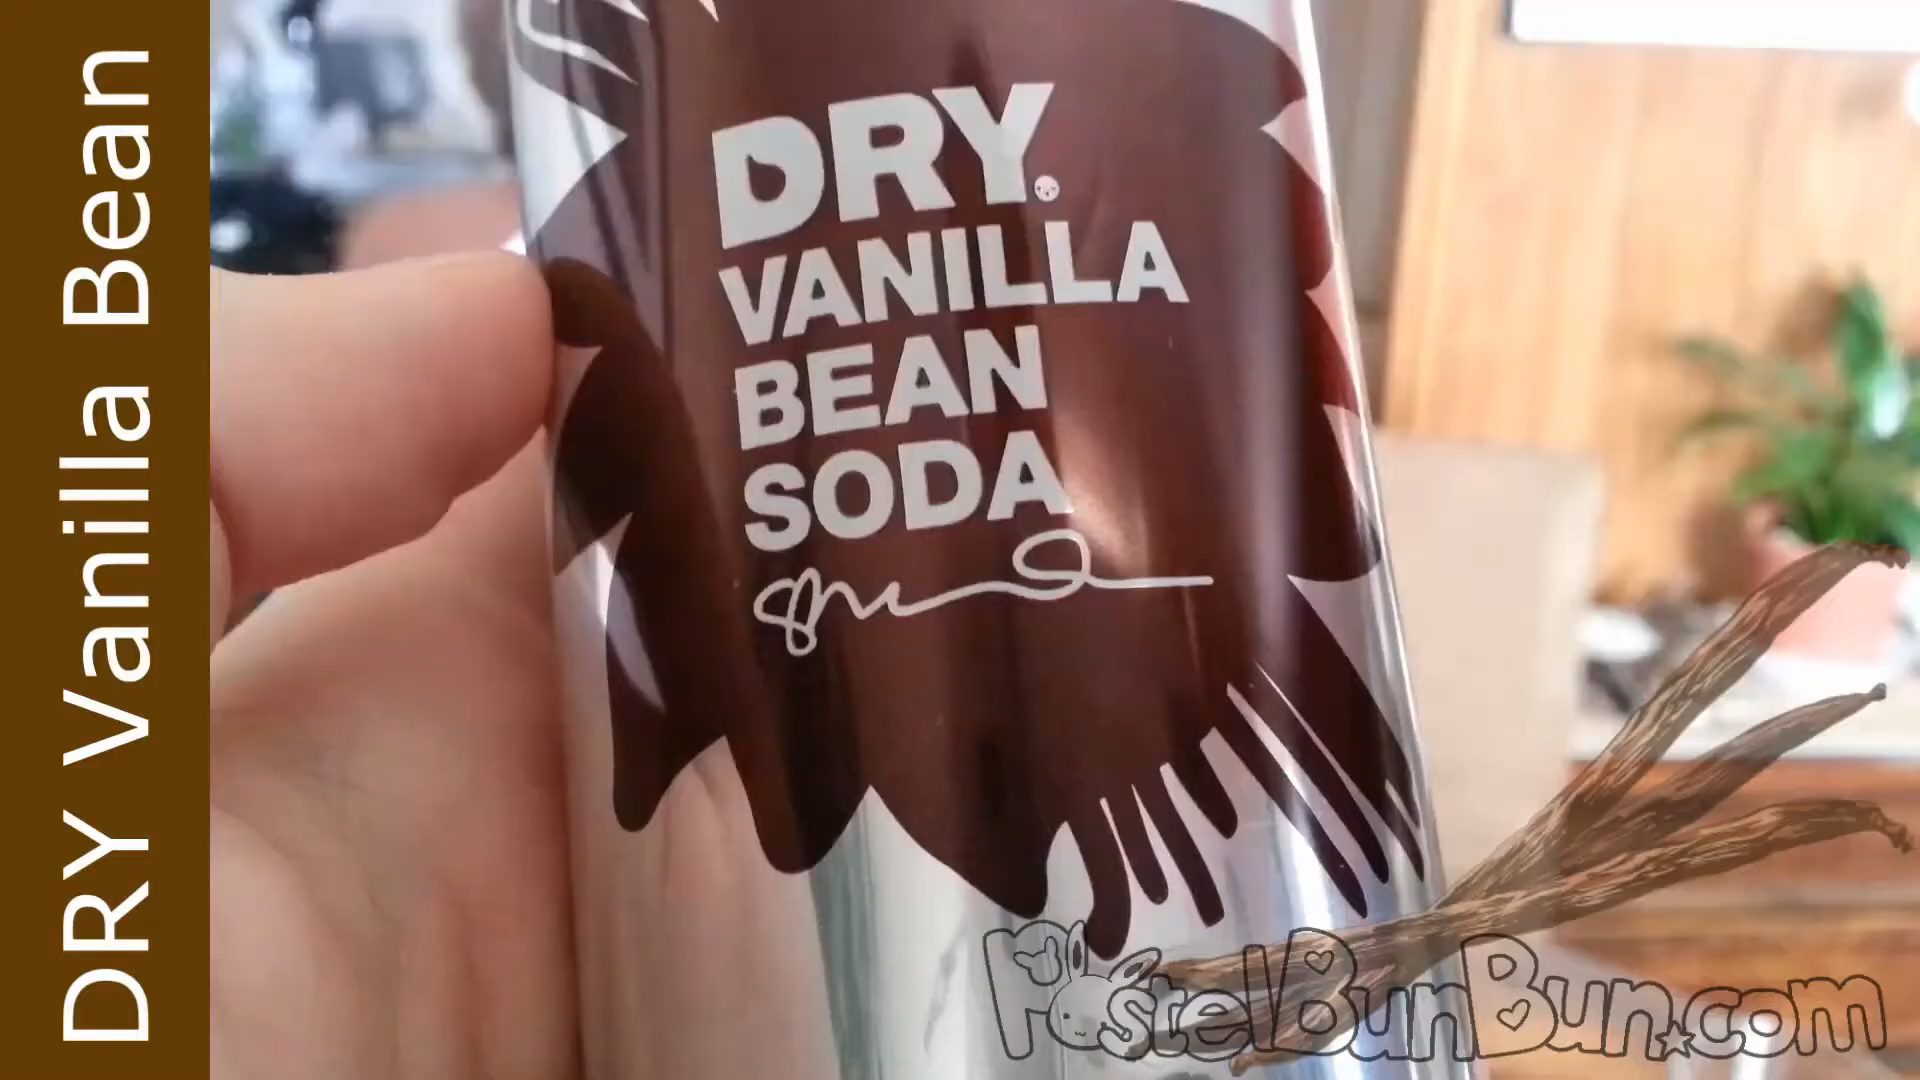 DRY Vanilla Bean
DRY.
VANILLA
BEAN
SODA
PastelBunBun.com